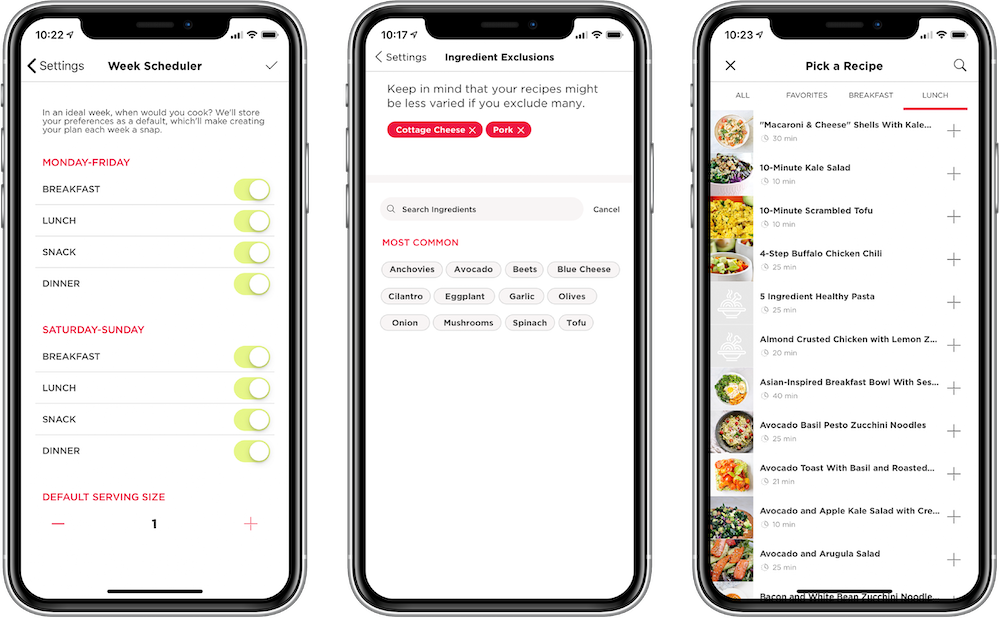 10:22
Settings
Week Scheduler
In an ideal week, when would you cook? We'll store
your preferences as a default, which'll make creating
your plan each week a snap.
MONDAY-FRIDAY
BREAKFAST
LUNCH
SNACK
DINNER
SATURDAY-SUNDAY
BREAKFAST
LUNCH
SNACK
DINNER
DEFAULT SERVING SIZE
1
10:17
Settings
Ingredient Exclusions
Keep in mind that your recipes might
be less varied if you exclude many.
Cottage Cheese
Pork
Search Ingredients
Cancel
MOST COMMON
Anchovies
Avocado
Beets
Blue Cheese
Cilantro
Eggplant
Garlic
Olives
Onion
Mushrooms
Spinach
Tofu
10:23
Pick a Recipe
ALL
FAVORITES
BREAKFAST
LUNCH
"Macaroni & Cheese" Shells With Kale...
30 min
10-Minute Kale Salad
10 min
10-Minute Scrambled Tofu
10 min
4-Step Buffalo Chicken Chili
25 min
5 Ingredient Healthy Pasta
25 min
Almond Crusted Chicken with Lemon Z...
20 min
Asian-Inspired Breakfast Bowl With Ses...
40 min
Avocado Basil Pesto Zucchini Noodles
25 min
Avocado Toast With Basil and Roasted...
21 min
Avocado and Apple Kale Salad with Cre...
10 min
Avocado and Arugula Salad
25 min
Bacon and White Bean Zucchini Noodle...